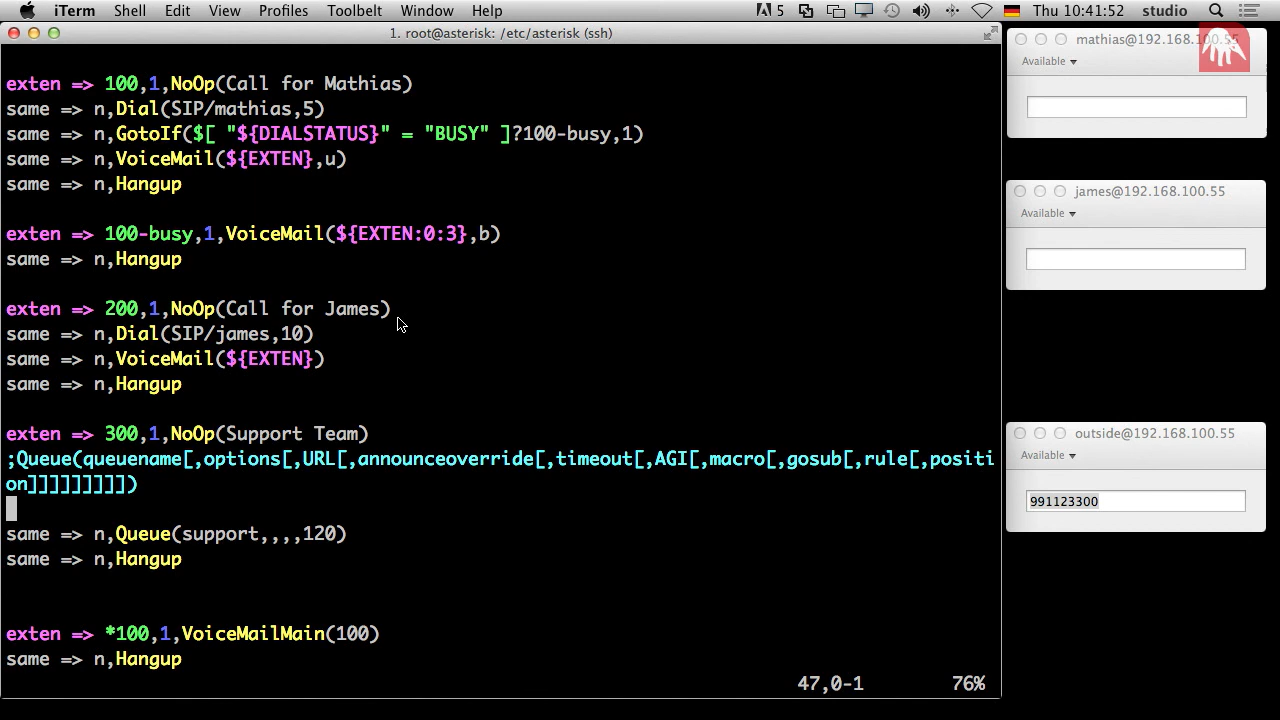 iTerm Shell Edit View Profiles Toolbelt Window Help 5 Thu 10:41:52 studio
1. root@asterisk: /etc/asterisk (ssh)
exten => 100,1,NoOp(Call for Mathias)
same => n,Dial(SIP/mathias,5)
same => n,GotoIf($[ "${DIALSTATUS}" = "BUSY" ]?100-busy,1)
same => n,VoiceMail(${EXTEN},u)
same => n,Hangup
exten => 100-busy,1,VoiceMail(${EXTEN:0:3},b)
same => n,Hangup
exten => 200,1,NoOp(Call for James)
same => n,Dial(SIP/james,10)
same => n,VoiceMail(${EXTEN})
same => n,Hangup
exten => 300,1,NoOp(Support Team)
;Queue(queuename[,options[,URL[,announceoverride[,timeout[,AGI[,macro[,gosub[,rule[,positi
on]]]]]]]]])
same => n,Queue(support,,,,120)
same => n,Hangup
exten => *100,1,VoiceMailMain(100)
same => n,Hangup
47,0-1 76%
mathias@192.168.100.55
Available
james@192.168.100.55
Available
outside@192.168.100.55
Available
991123300